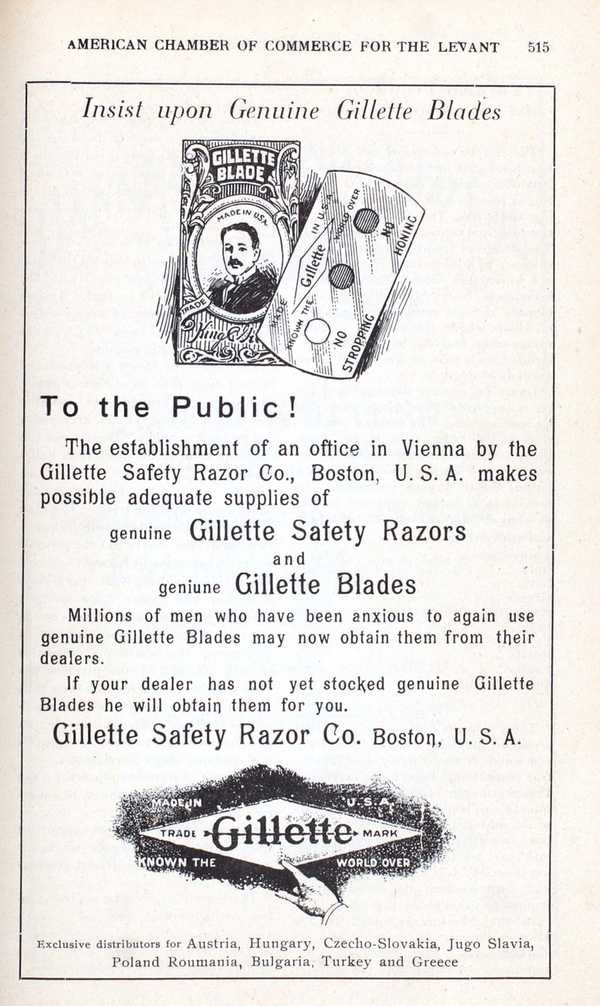 AMERICAN CHAMBER OF COMMERCE FOR THE LEVANT 515
Insist upon Genuine Gillette Blades
GILLETTE
BLADE
MADE IN U.S.A.
TRADE
King C.
MADE IN U.S.A.
Gillette
KNOWN THE WORLD OVER
NO HONING
NO STROPPING
To the Public!
The establishment of an office in Vienna by the
Gillette Safety Razor Co., Boston, U. S. A. makes
possible adequate supplies of
genuine Gillette Safety Razors
and
geniune Gillette Blades
Millions of men who have been anxious to again use
genuine Gillette Blades may now obtain them from their
dealers.
If your dealer has not yet stocked genuine Gillette
Blades he will obtain them for you.
Gillette Safety Razor Co. Boston, U. S. A.
MADE IN U.S.A.
TRADE Gillette MARK
KNOWN THE WORLD OVER
Exclusive distributors for Austria, Hungary, Czecho-Slovakia, Jugo Slavia,
Poland Roumania, Bulgaria, Turkey and Greece